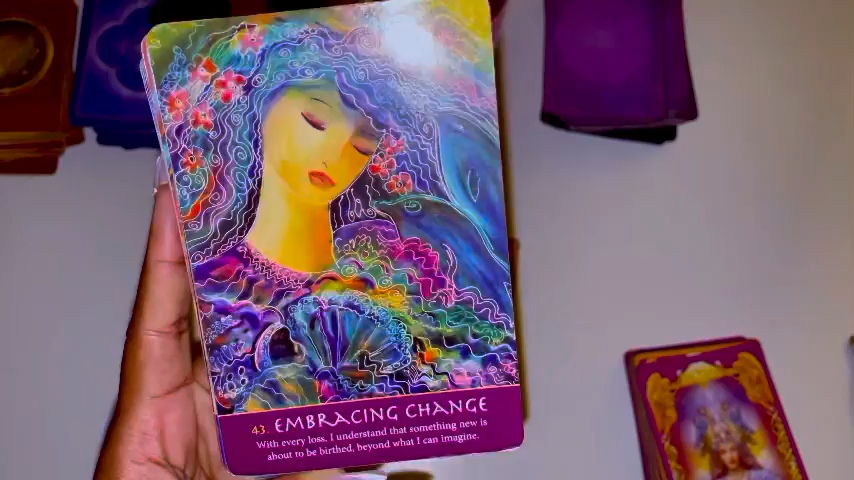 43. EMBRACING CHANGE
With every loss, I understand that something new is
about to be birthed, beyond what I can imagine.